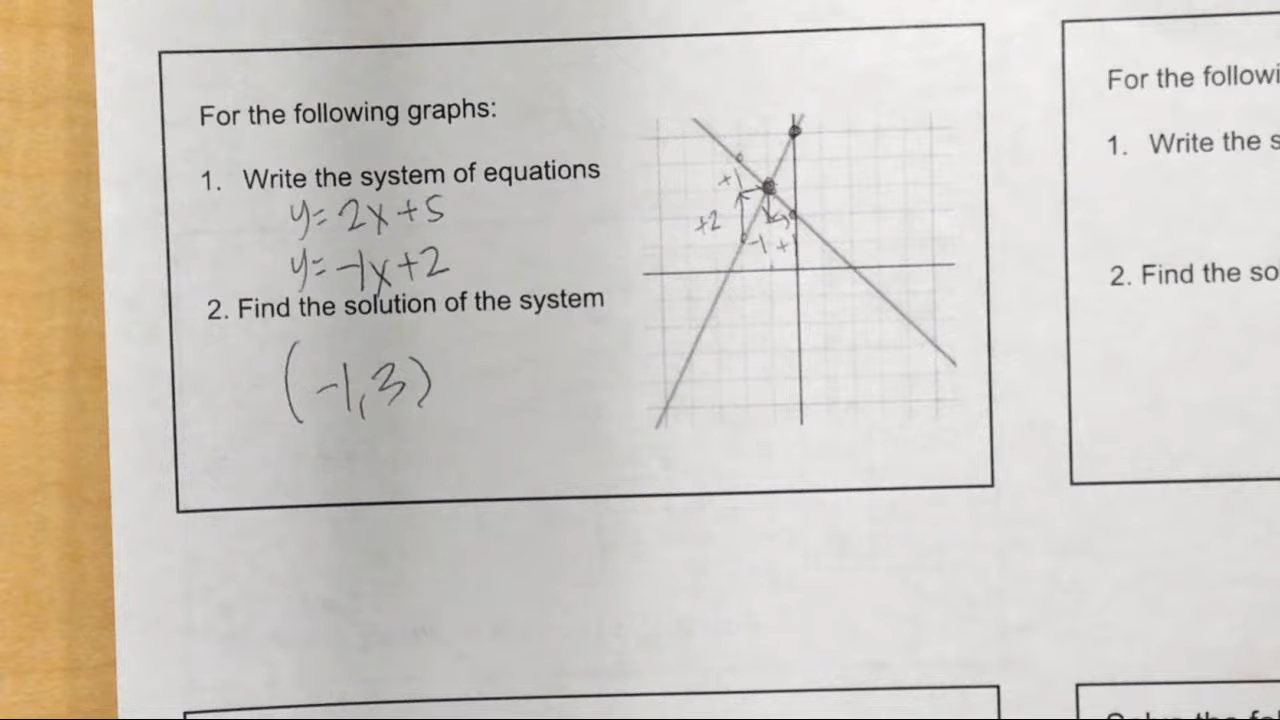 For the following graphs:
1. Write the system of equations
y=2x+5
y=-1x+2
2. Find the solution of the system
(-1,3)
+1
+2
-1 +1
For the followi
1. Write the s
2. Find the so